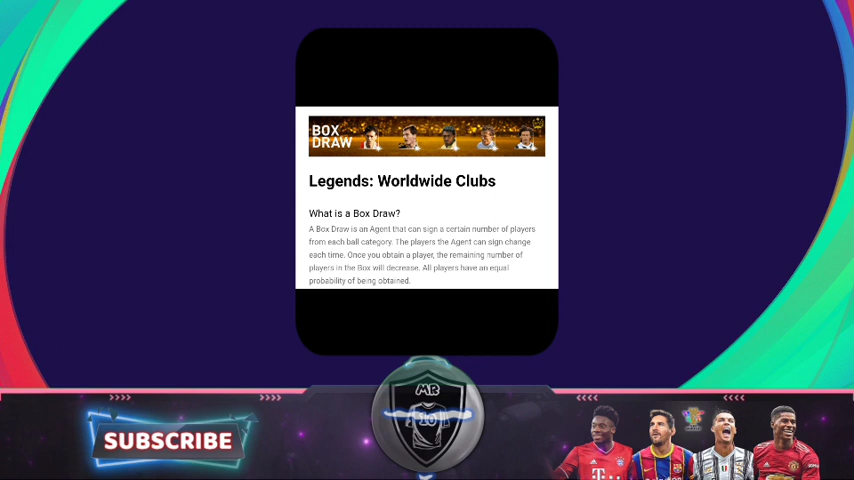 BOX
DRAW
Legends: Worldwide Clubs
What is a Box Draw?
A Box Draw is an Agent that can sign a certain number of players
from each ball category. The players the Agent can sign change
each time. Once you obtain a player, the remaining number of
players in the Box will decrease. All players have an equal
probability of being obtained.
MR
10
SUBSCRIBE